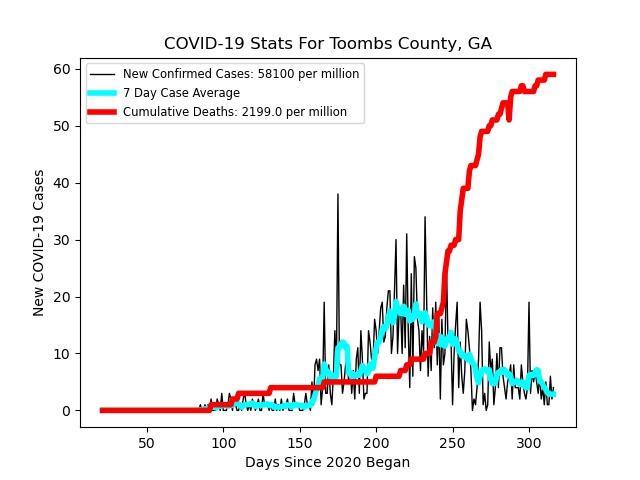 COVID-19 Stats For Toombs County, GA
New Confirmed Cases: 58100 per million
7 Day Case Average
Cumulative Deaths: 2199.0 per million
New COVID-19 Cases
60
50
40
30
20
10
0
50 100 150 200 250 300
Days Since 2020 Began